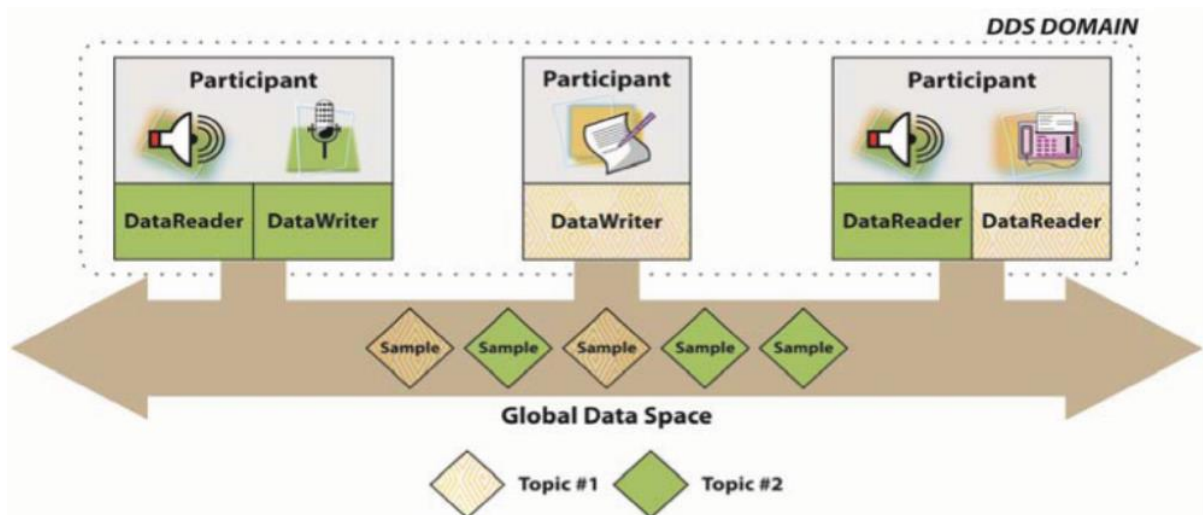 DDS DOMAIN
Participant
Participant
Participant
DataReader
DataWriter
DataWriter
DataReader
DataReader
Sample
Sample
Sample
Sample
Sample
Global Data Space
Topic #1
Topic #2